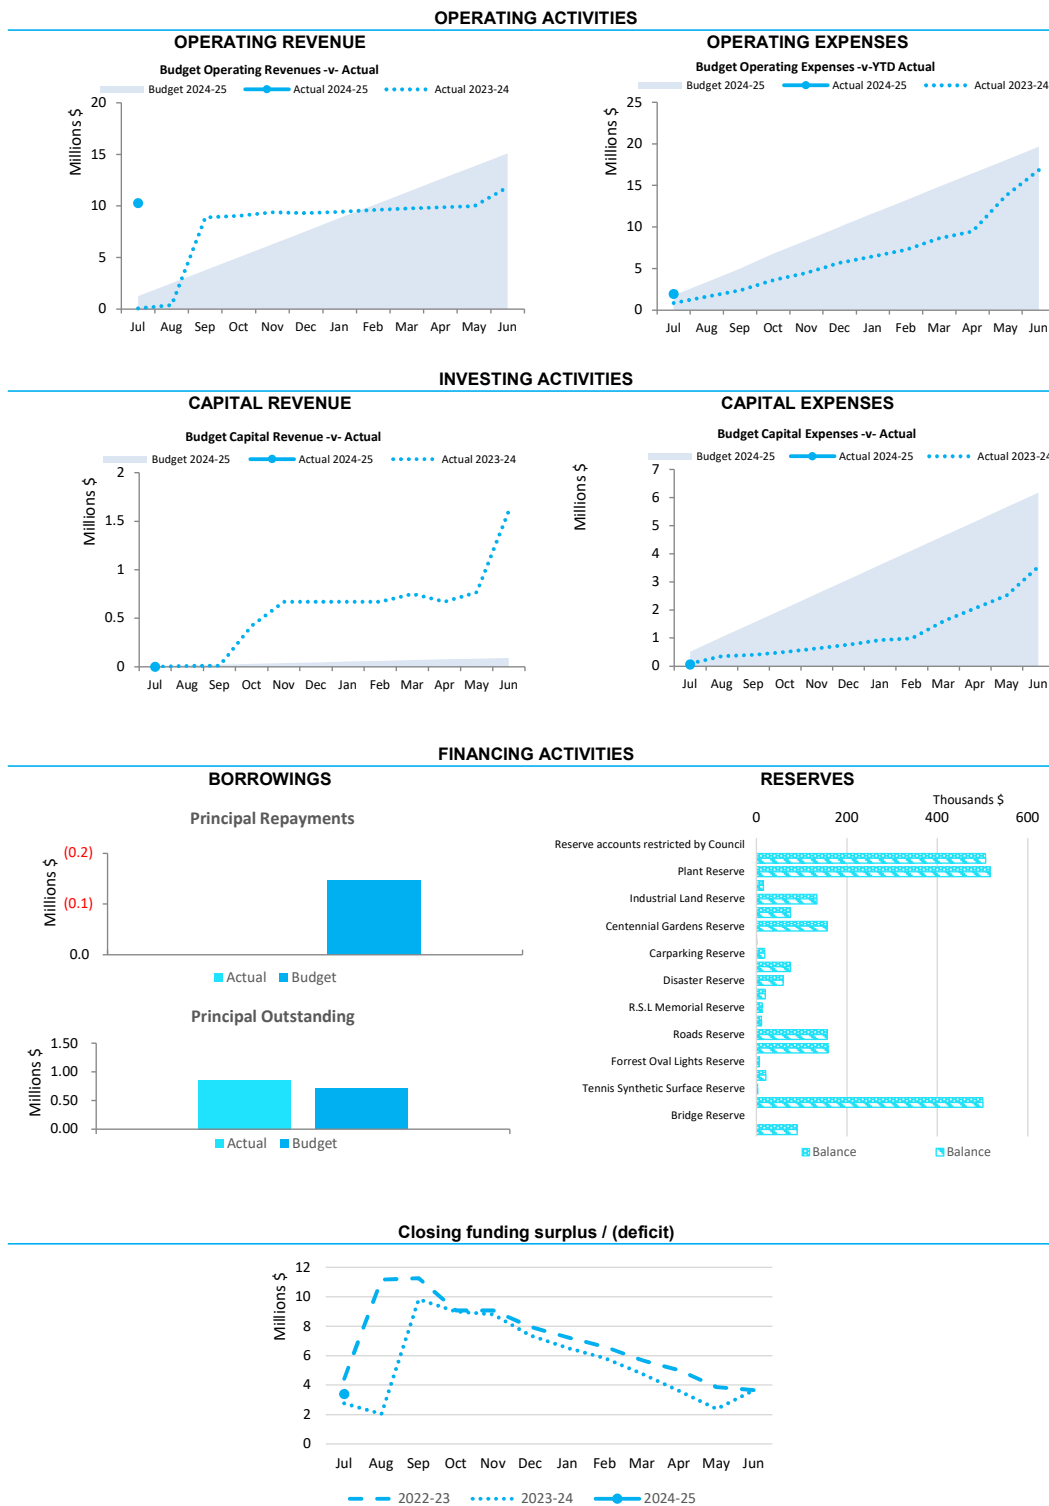 OPERATING ACTIVITIES
OPERATING REVENUE
Budget Operating Revenues -v- Actual
Budget 2024-25 Actual 2024-25 Actual 2023-24
Millions $
20
15
10
5
0
Jul Aug Sep Oct Nov Dec Jan Feb Mar Apr May Jun
OPERATING EXPENSES
Budget Operating Expenses -v-YTD Actual
Budget 2024-25 Actual 2024-25 Actual 2023-24
Millions $
25
20
15
10
5
0
Jul Aug Sep Oct Nov Dec Jan Feb Mar Apr May Jun
INVESTING ACTIVITIES
CAPITAL REVENUE
Budget Capital Revenue -v- Actual
Budget 2024-25 Actual 2024-25 Actual 2023-24
Millions $
2
1.5
1
0.5
0
Jul Aug Sep Oct Nov Dec Jan Feb Mar Apr May Jun
CAPITAL EXPENSES
Budget Capital Expenses -v- Actual
Budget 2024-25 Actual 2024-25 Actual 2023-24
Millions $
7
6
5
4
3
2
1
0
Jul Aug Sep Oct Nov Dec Jan Feb Mar Apr May Jun
FINANCING ACTIVITIES
BORROWINGS
Principal Repayments
Millions $
(0.2)
(0.1)
0.0
Actual Budget
Principal Outstanding
Millions $
1.50
1.00
0.50
0.00
Actual Budget
RESERVES
Thousands $
0 200 400 600
Reserve accounts restricted by Council
Plant Reserve
Industrial Land Reserve
Centennial Gardens Reserve
Carparking Reserve
Disaster Reserve
R.S.L Memorial Reserve
Roads Reserve
Forrest Oval Lights Reserve
Tennis Synthetic Surface Reserve
Bridge Reserve
Balance Balance
Closing funding surplus / (deficit)
Millions $
12
10
8
6
4
2
0
Jul Aug Sep Oct Nov Dec Jan Feb Mar Apr May Jun
2022-23 2023-24 2024-25